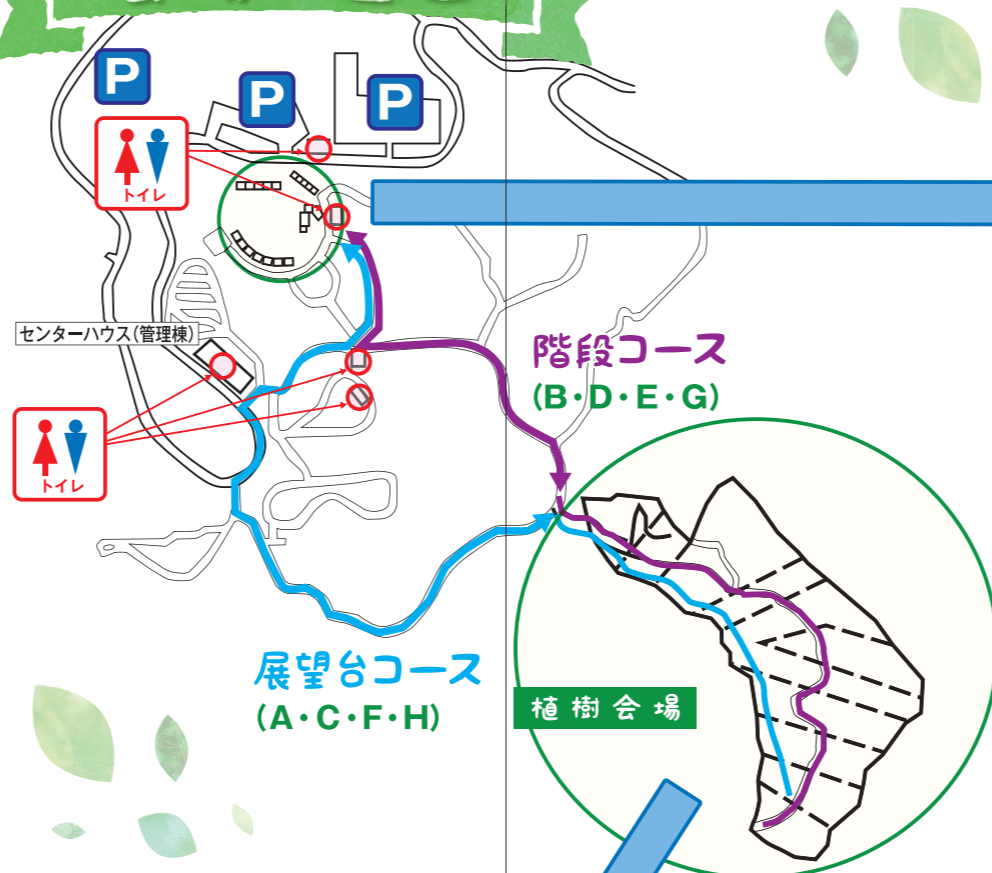 P
P
P
トイレ
センターハウス(管理棟)
階段コース
(B・D・E・G)
トイレ
展望台コース
(A・C・F・H)
植樹会場